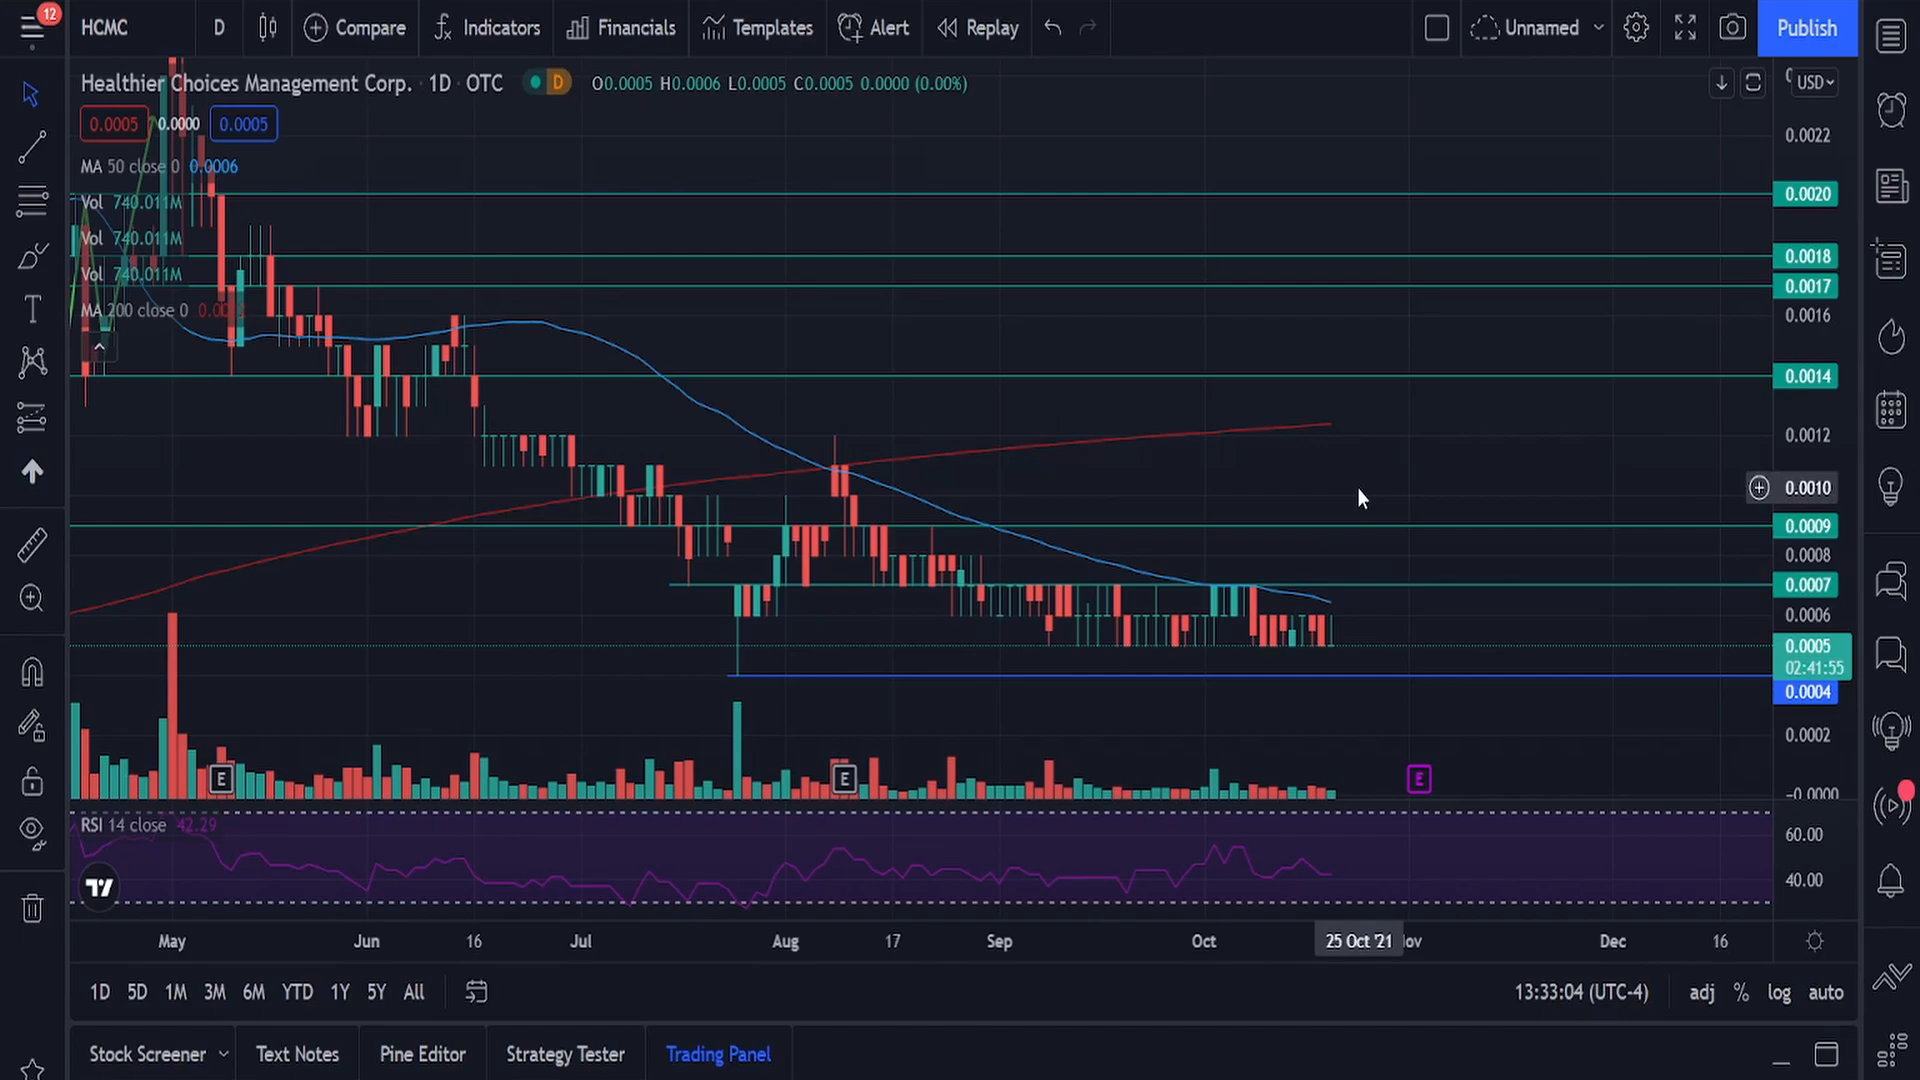 12
HCMC D Compare Indicators Financials Templates Alert Replay Unnamed Publish
Healthier Choices Management Corp. · 1D · OTC D O0.0005 H0.0006 L0.0005 C0.0005 0.0000 (0.00%) USD
0.0005 0.0000 0.0005
MA 50 close 0 0.0006
Vol 740.011M
Vol 740.011M
Vol 740.011M
MA 200 close 0
0.0022
0.0020
0.0018
0.0017
0.0016
0.0014
0.0012
0.0010
0.0009
0.0008
0.0007
0.0006
0.0005
02:41:55
0.0004
0.0002
−0.0000
E E E
RSI 14 close 42.29
60.00
40.00
May Jun 16 Jul Aug 17 Sep Oct 25 Oct '21 Dec 16
1D 5D 1M 3M 6M YTD 1Y 5Y All 13:33:04 (UTC-4) adj % log auto
Stock Screener Text Notes Pine Editor Strategy Tester Trading Panel